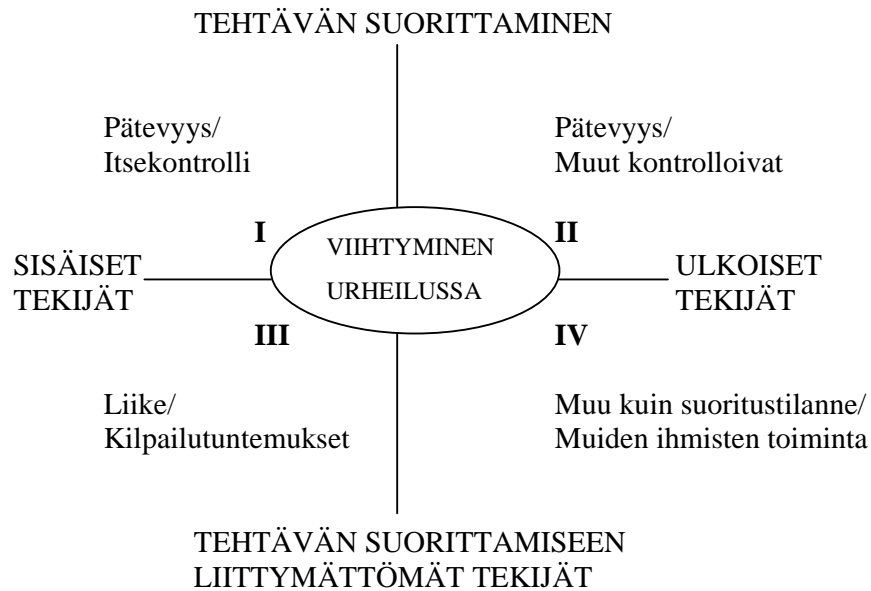 TEHTÄVÄN SUORITTAMINEN
Pätevyys/
Itsekontrolli
Pätevyys/
Muut kontrolloivat
I
II
VIIHTYMINEN
URHEILUSSA
SISÄISET
TEKIJÄT
ULKOISET
TEKIJÄT
III
IV
Liike/
Kilpailutuntemukset
Muu kuin suoritustilanne/
Muiden ihmisten toiminta
TEHTÄVÄN SUORITTAMISEEN
LIITTYMÄTTÖMÄT TEKIJÄT